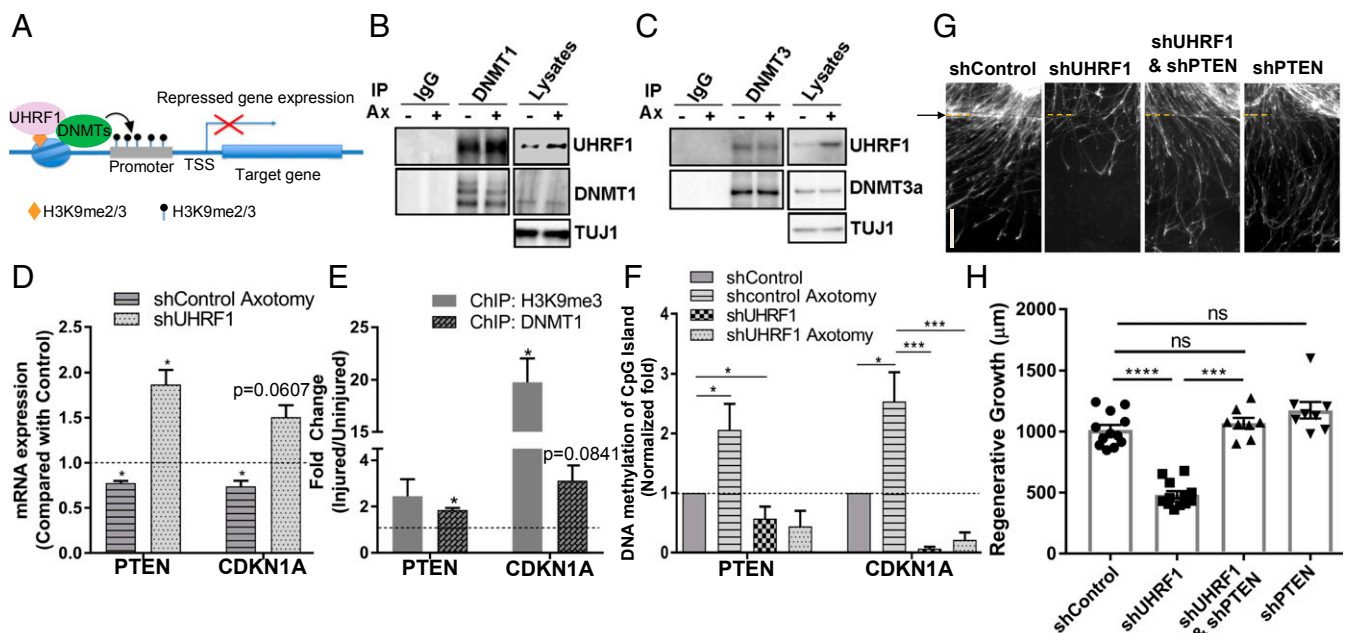 A
UHRF1
DNMTs
Repressed gene expression
Promoter
TSS
Target gene
H3K9me2/3
H3K9me2/3
B
IP
IgG
DNMT1
Lysates
Ax
- + - + - +
UHRF1
DNMT1
TUJ1
C
IP
IgG
DNMT3
Lysates
Ax
- + - + - +
UHRF1
DNMT3a
TUJ1
G
shControl
shUHRF1
shUHRF1
& shPTEN
shPTEN
D
shControl Axotomy
shUHRF1
mRNA expression
(Compared with Control)
2.5
2.0
1.5
1.0
0.5
0.0
*
*
*
p=0.0607
PTEN
CDKN1A
E
ChIP: H3K9me3
ChIP: DNMT1
Fold Change
(Injured/Uninjured)
25
20
15
6
4
2
0
*
*
p=0.0841
PTEN
CDKN1A
F
shControl
shcontrol Axotomy
shUHRF1
shUHRF1 Axotomy
DNA methylation of CpG Island
(Normalized fold)
4
3
2
1
0
*
*
*
***
***
PTEN
CDKN1A
H
Regenerative Growth (μm)
2000
1500
1000
500
0
ns
ns
****
***
shControl
shUHRF1
shUHRF1
& shPTEN
shPTEN